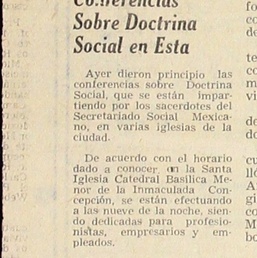 Conferencias
Sobre Doctrina
Social en Esta
Ayer dieron principio las
conferencias sobre Doctrina
Social, que se están impar-
tiendo por los sacerdotes del
Secretariado Social Mexica-
no, en varias iglesias de la
ciudad.
De acuerdo con el horario
dado a conocer, en la Santa
Iglesia Catedral Basílica Me-
nor de la Inmaculada Con-
cepción, se están efectuando
a las nueve de la noche, sien-
do dedicadas para profesio-
nistas, empresarios y em-
pleados.